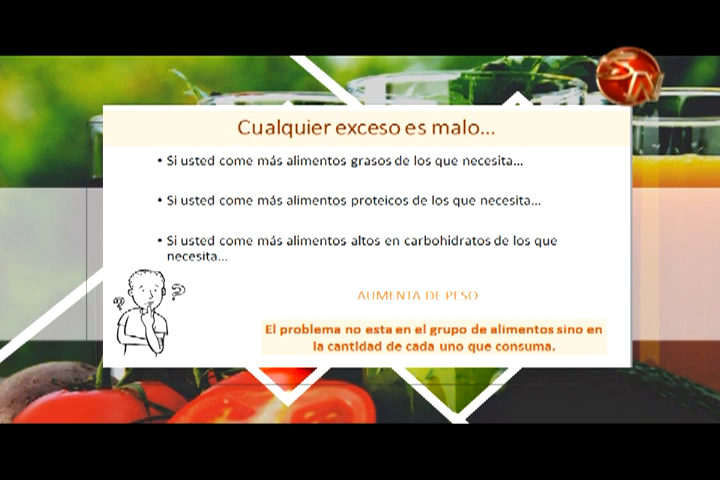 Cualquier exceso es malo...
• Si usted come más alimentos grasos de los que necesita...
• Si usted come más alimentos proteicos de los que necesita...
• Si usted come más alimentos altos en carbohidratos de los que
necesita...
? ?
AUMENTA DE PESO
El problema no esta en el grupo de alimentos sino en
la cantidad de cada uno que consuma.